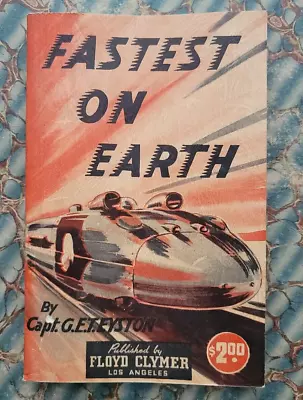 FASTEST
ON
EARTH
By
Capt. G.E.T. EYSTON
Published by
FLOYD CLYMER
LOS ANGELES
$2.00